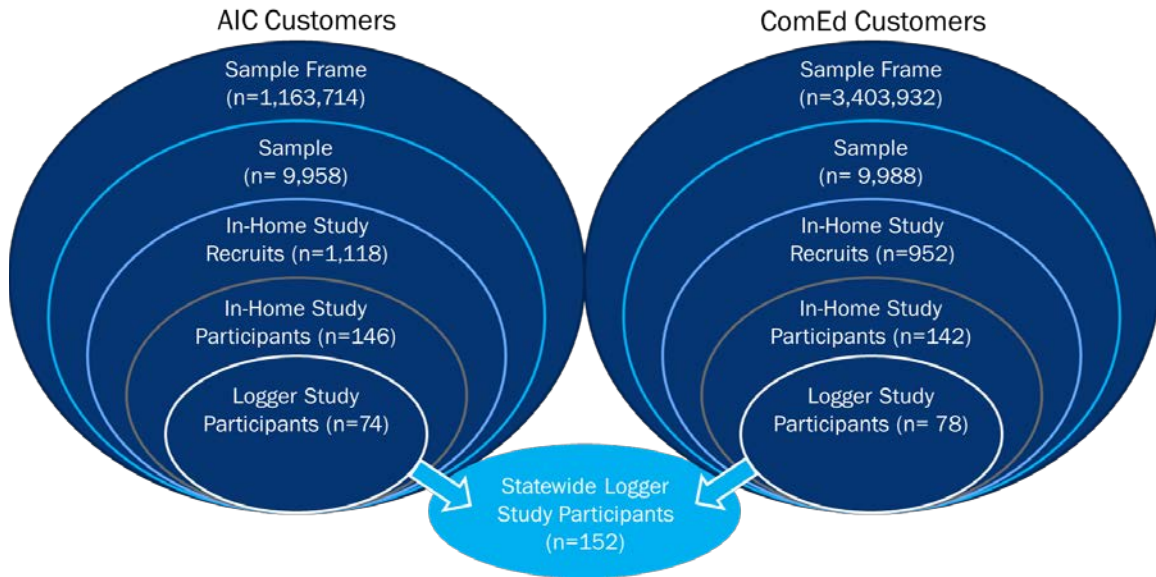 AIC Customers
Sample Frame
(n=1,163,714)
Sample
(n= 9,958)
In-Home Study
Recruits (n=1,118)
In-Home Study
Participants (n=146)
Logger Study
Participants (n=74)
ComEd Customers
Sample Frame
(n=3,403,932)
Sample
(n= 9,988)
In-Home Study
Recruits (n=952)
In-Home Study
Participants (n=142)
Logger Study
Participants (n= 78)
Statewide Logger
Study Participants
(n=152)